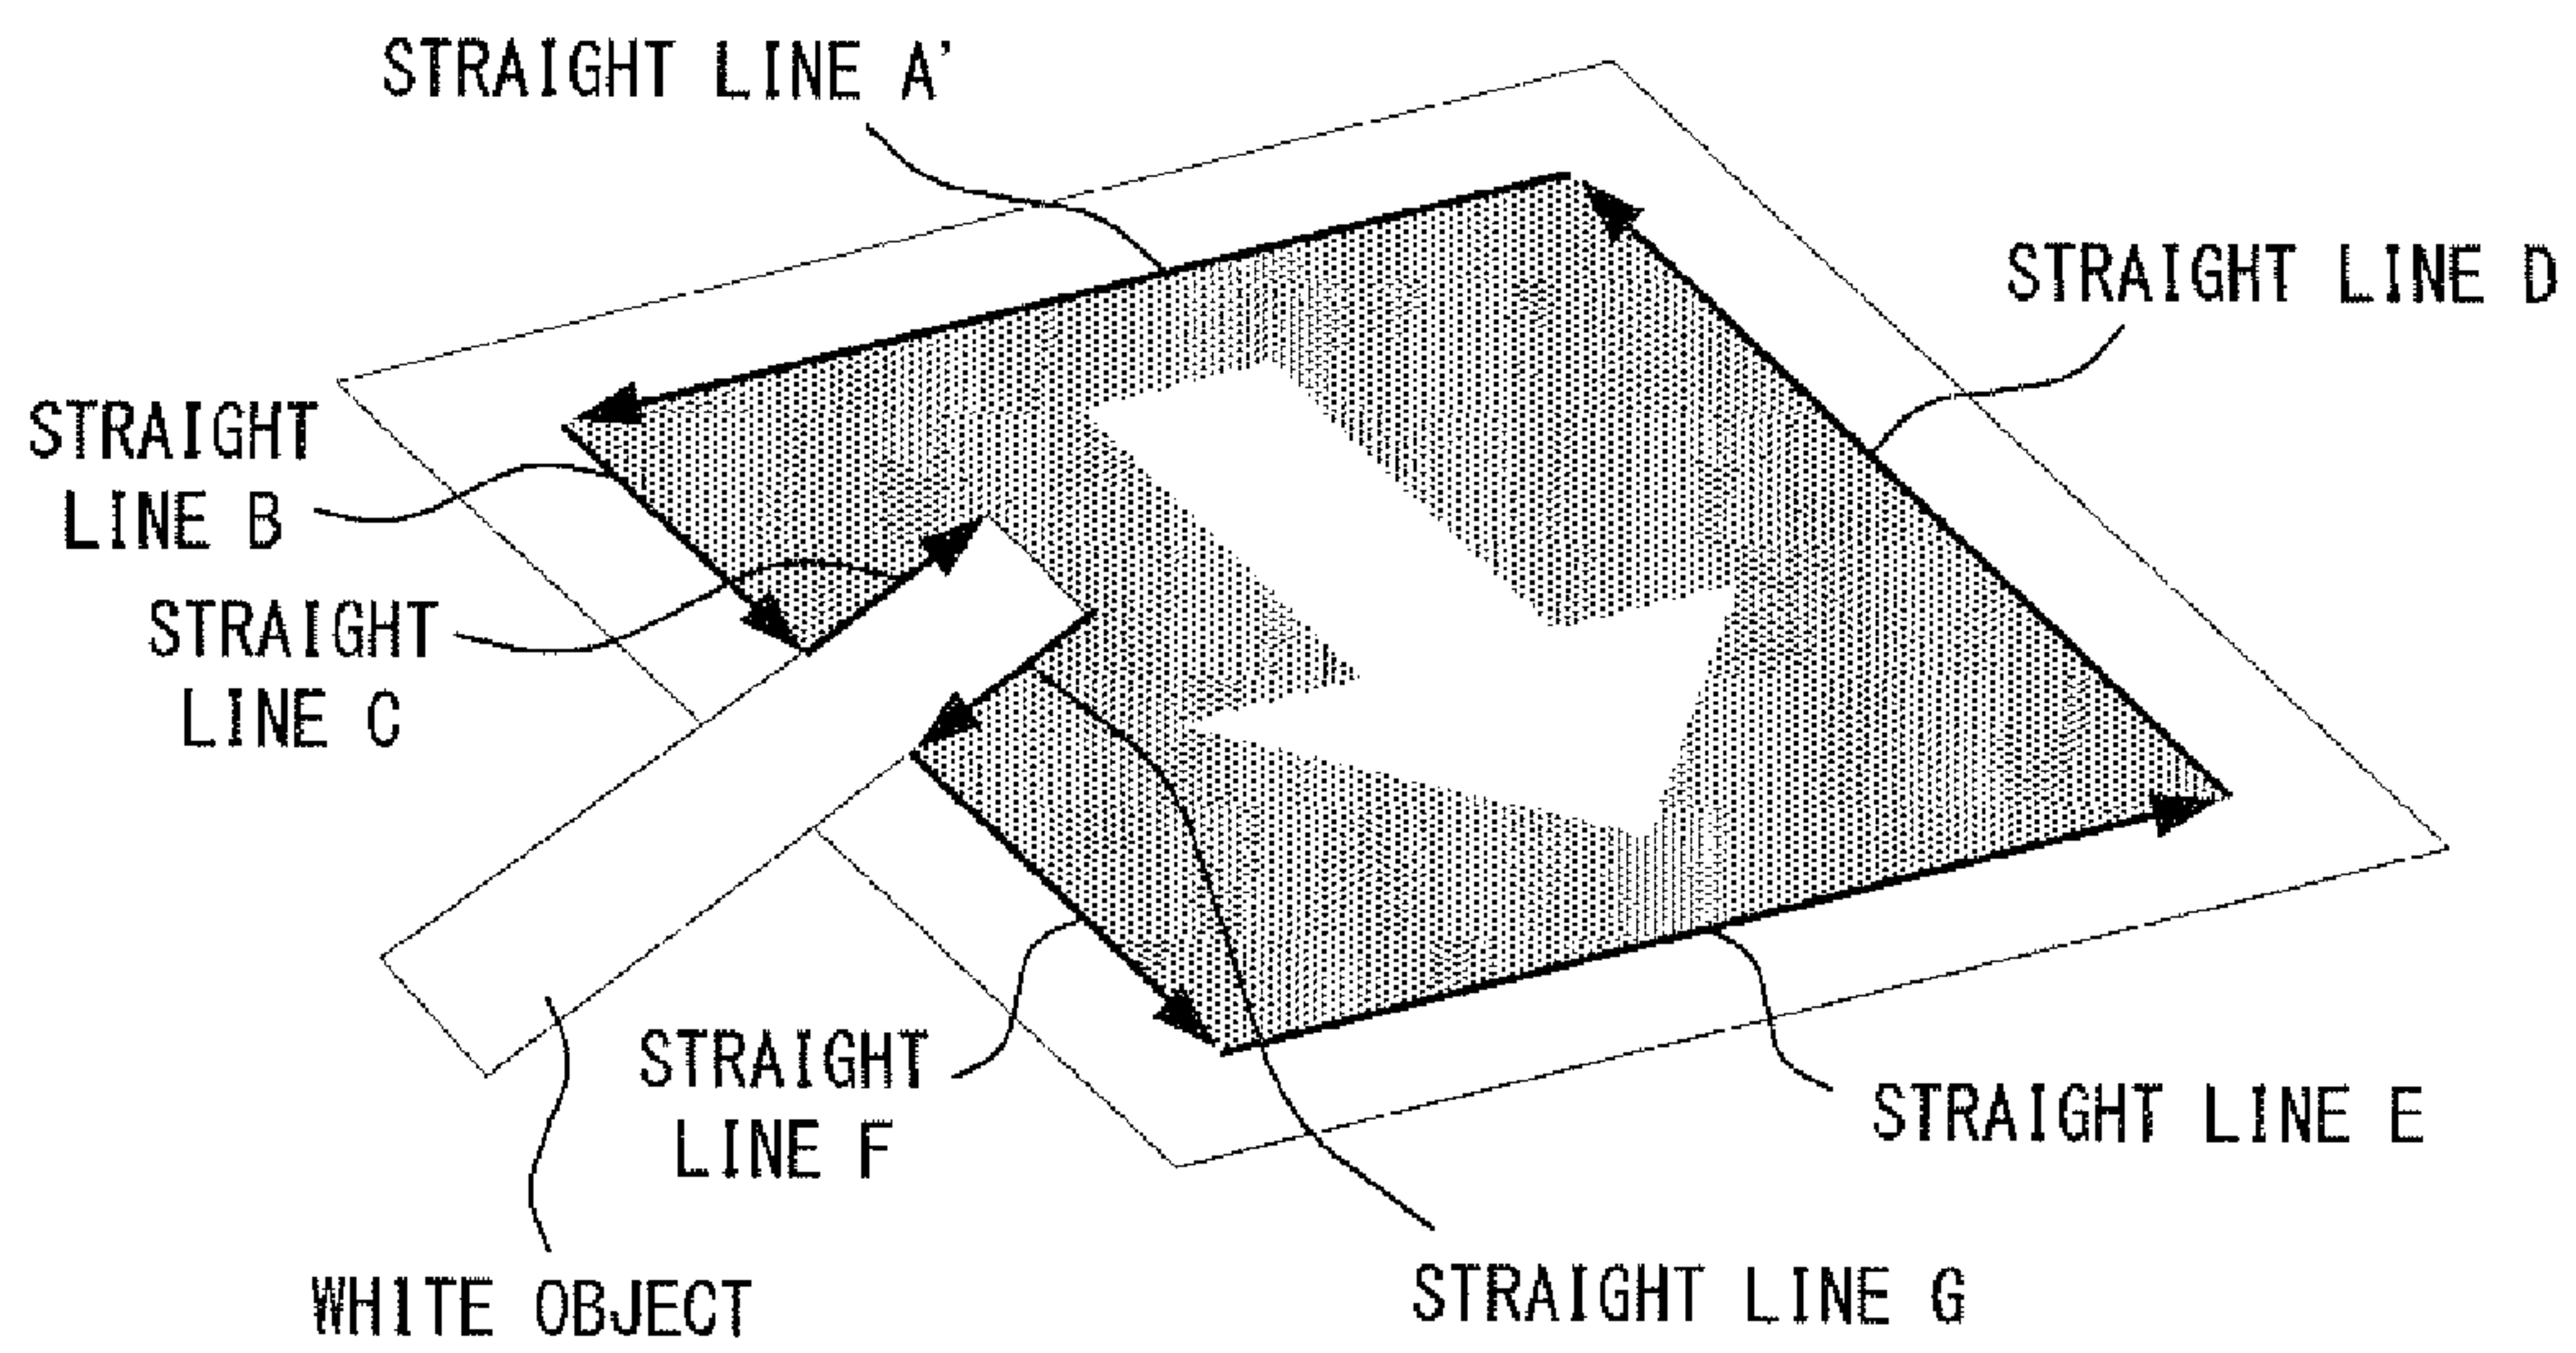 STRAIGHT LINE A'
STRAIGHT LINE D
STRAIGHT
LINE B
STRAIGHT
LINE C
STRAIGHT
LINE F
STRAIGHT LINE E
STRAIGHT LINE G
WHITE OBJECT